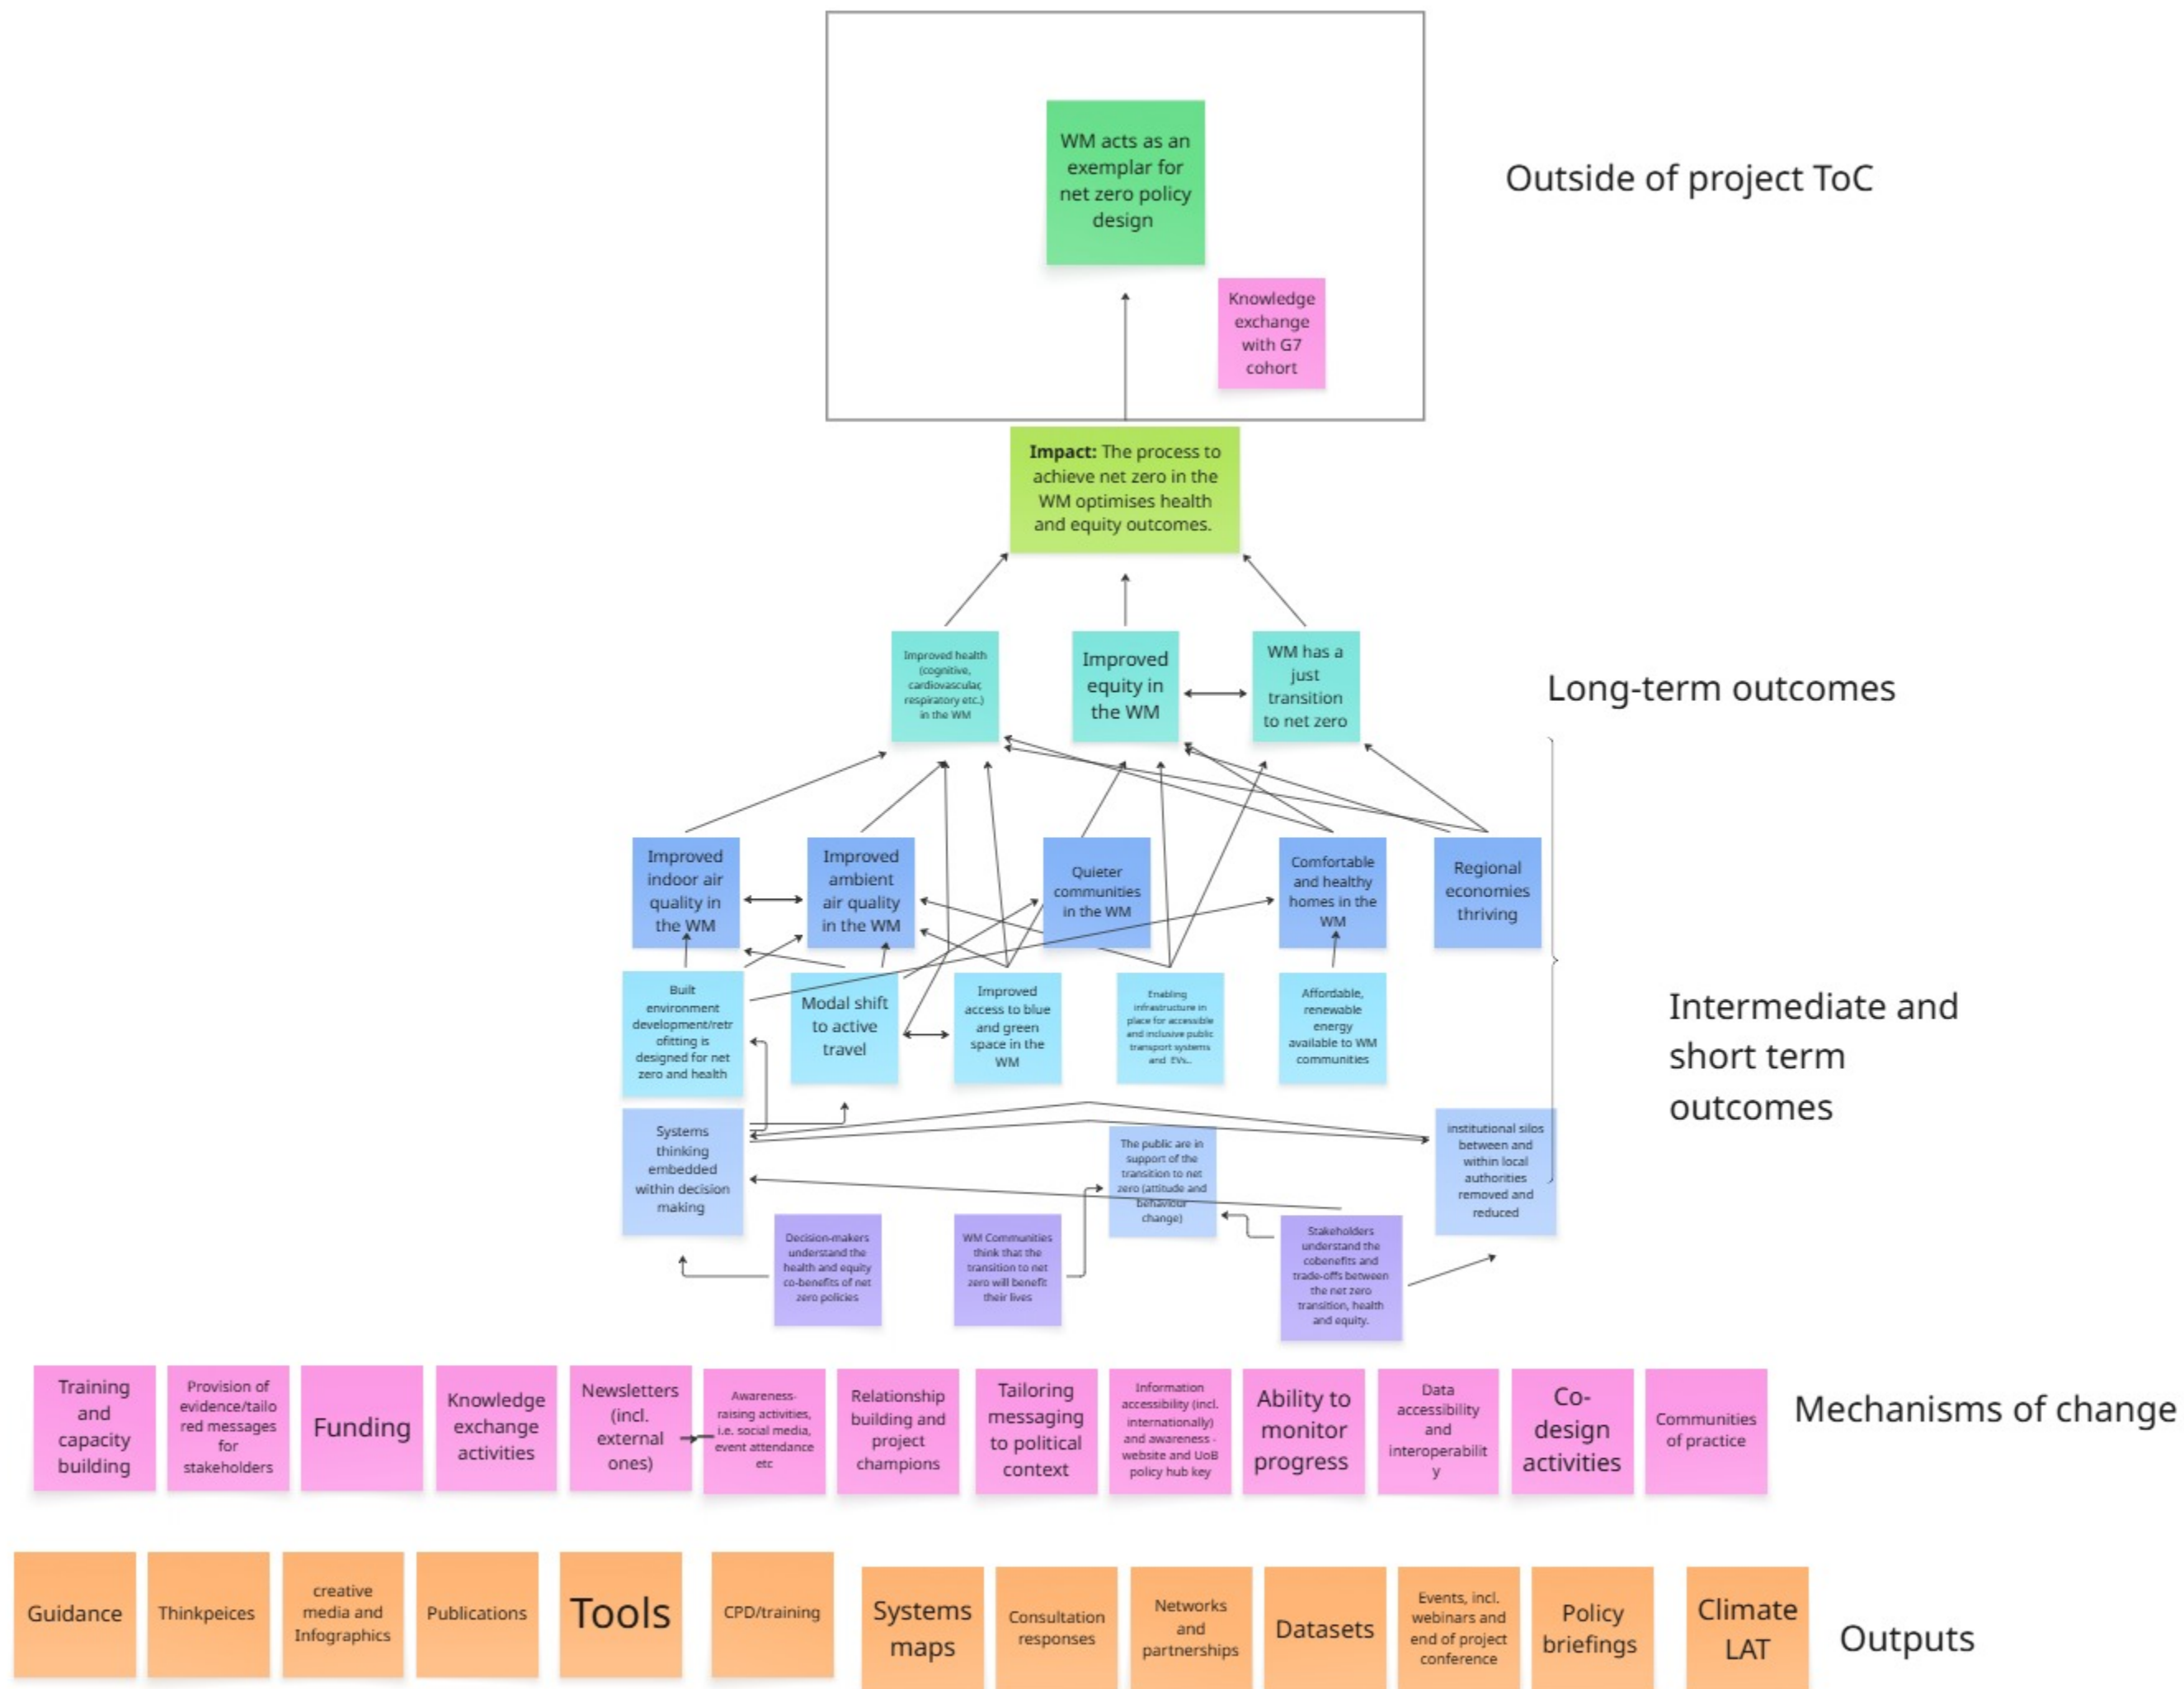 WM acts as an
exemplar for
net zero policy
design
Outside of project ToC
Knowledge
exchange
with G7
cohort
Impact: The process to
achieve net zero in the
WM optimises health
and equity outcomes.
Improved health
(cognitive,
cardiovascular,
respiratory etc.)
in the WM
Improved
equity in
the WM
WM has a
just
transition
to net zero
Long-term outcomes
Improved
indoor air
quality in
the WM
Improved
ambient
air quality
in the WM
Quieter
communities
in the WM
Comfortable
and healthy
homes in the
WM
Regional
economies
thriving
Built
environment
development/retr
ofitting is
designed for net
zero and health
Modal shift
to active
travel
Improved
access to blue
and green
space in the
WM
Enabling
infrastructure in
place for accessible
and inclusive public
transport systems
and EVs..
Affordable,
renewable
energy
available to WM
communities
Intermediate and
short term
outcomes
Systems
thinking
embedded
within decision
making
The public are in
support of the
transition to net
zero (attitude and
behaviour
change)
institutional silos
between and
within local
authorities
removed and
reduced
Decision-makers
understand the
health and equity
co-benefits of net
zero policies
WM Communities
think that the
transition to net
zero will benefit
their lives
Stakeholders
understand the
cobenefits and
trade-offs between
the net zero
transition, health
and equity.
Training
and
capacity
building
Provision of
evidence/tailo
red messages
for
stakeholders
Funding
Knowledge
exchange
activities
Newsletters
(incl.
external
ones)
Awareness-
raising activities,
i.e. social media,
event attendance
etc
Relationship
building and
project
champions
Tailoring
messaging
to political
context
Information
accessibility (incl.
internationally)
and awareness -
website and UoB
policy hub key
Ability to
monitor
progress
Data
accessibility
and
interoperabilit
y
Co-
design
activities
Communities
of practice
Mechanisms of change
Guidance
Thinkpeices
creative
media and
Infographics
Publications
Tools
CPD/training
Systems
maps
Consultation
responses
Networks
and
partnerships
Datasets
Events, incl.
webinars and
end of project
conference
Policy
briefings
Climate
LAT
Outputs